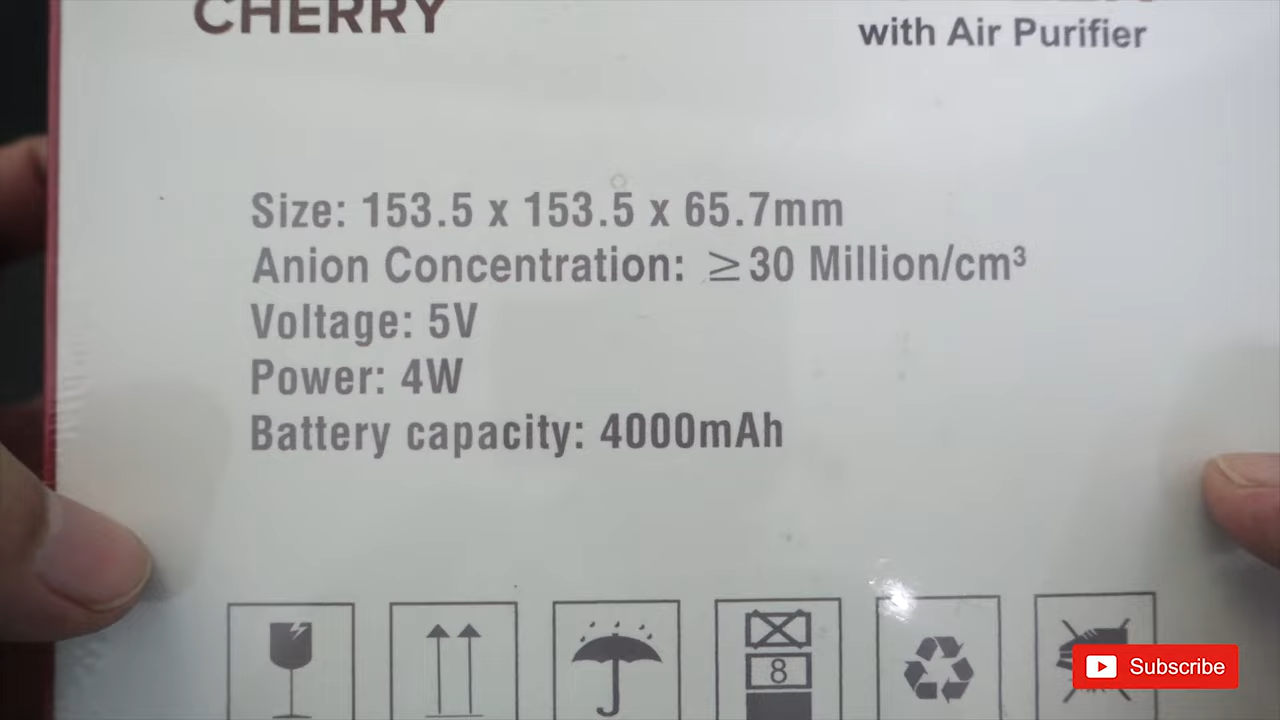 CHERRY
with Air Purifier
Size: 153.5 x 153.5 x 65.7mm
Anion Concentration: ≥30 Million/cm³
Voltage: 5V
Power: 4W
Battery capacity: 4000mAh
8
Subscribe